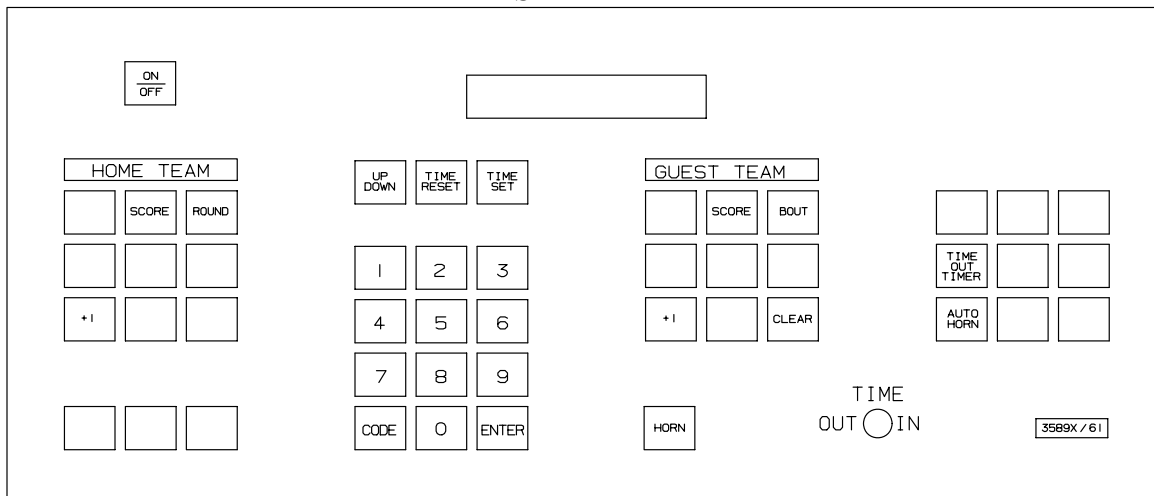 ON
OFF
HOME TEAM
SCORE
ROUND
+1
UP
DOWN
TIME
RESET
TIME
SET
1
2
3
4
5
6
7
8
9
CODE
0
ENTER
GUEST TEAM
SCORE
BOUT
+1
CLEAR
HORN
TIME
OUT
TIMER
AUTO
HORN
TIME
OUT IN
3589X/61